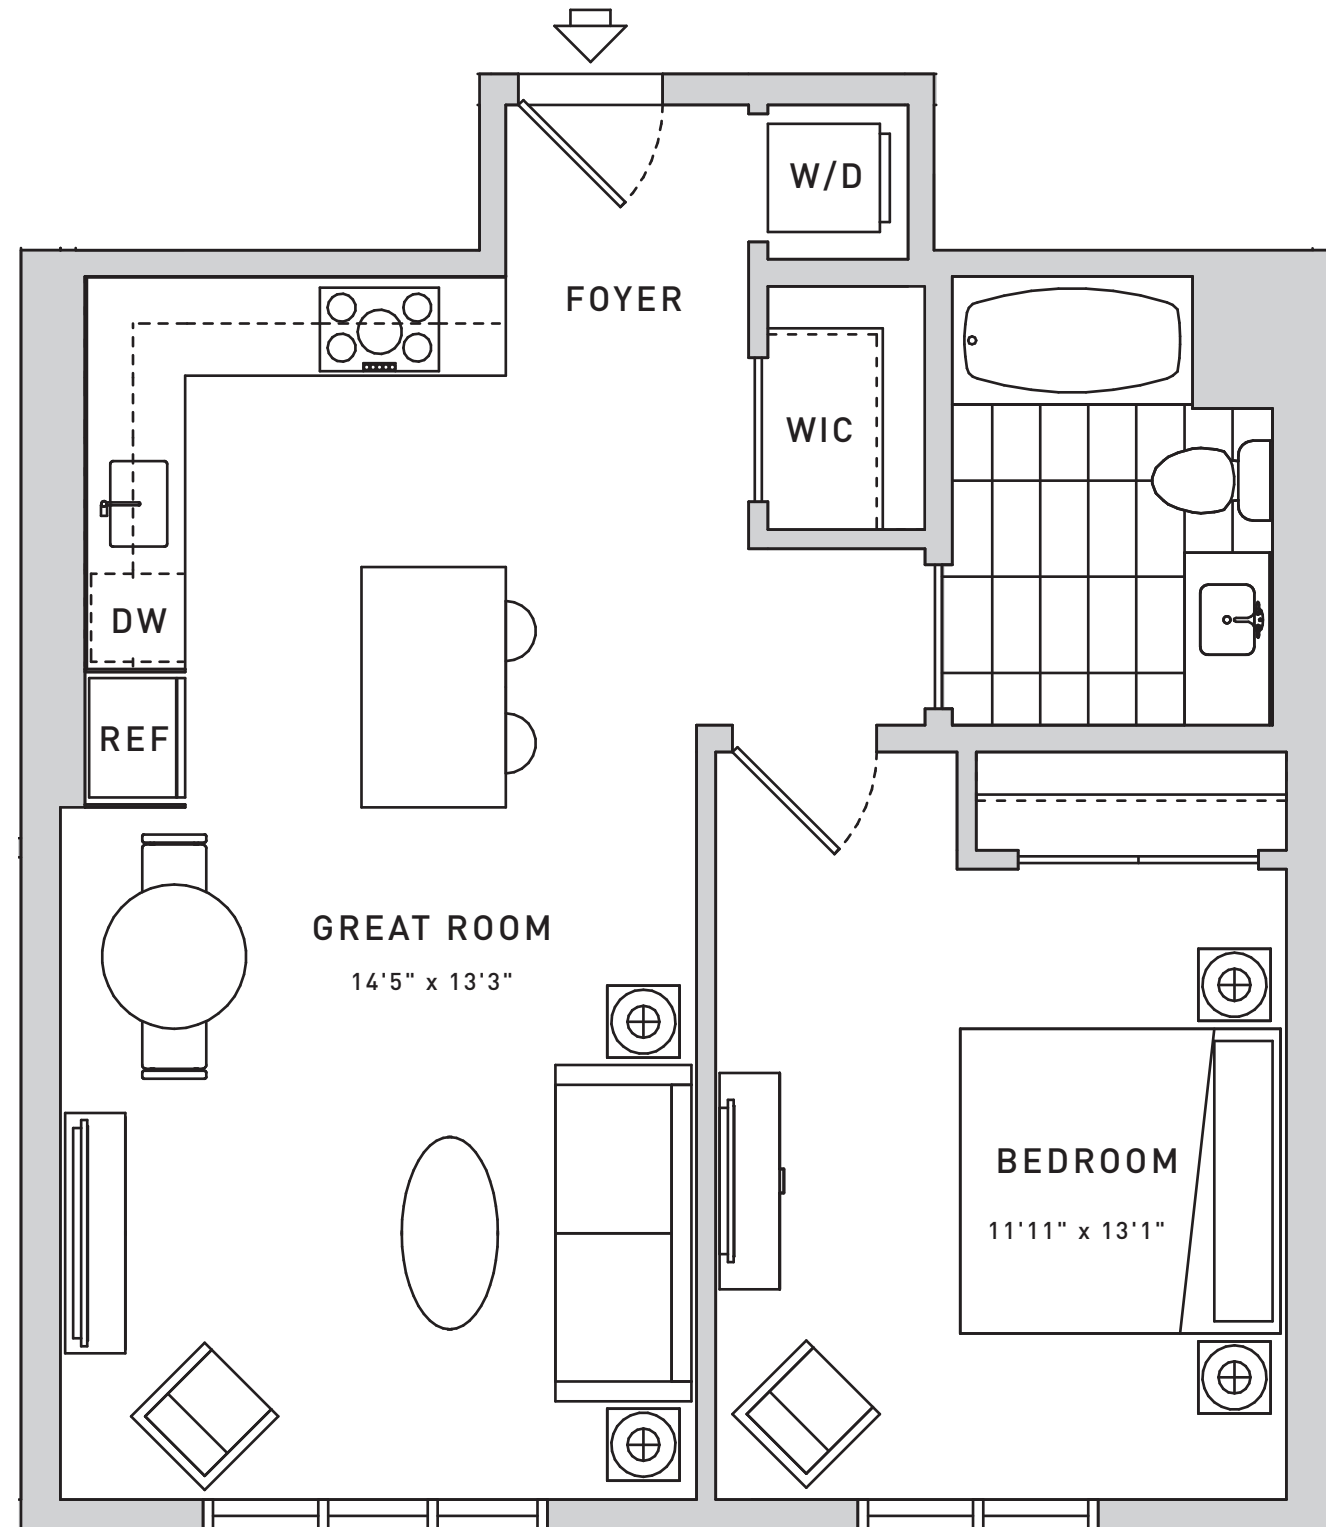 W/D
FOYER
WIC
DW
REF
GREAT ROOM
14'5" x 13'3"
BEDROOM
11'11" x 13'1"